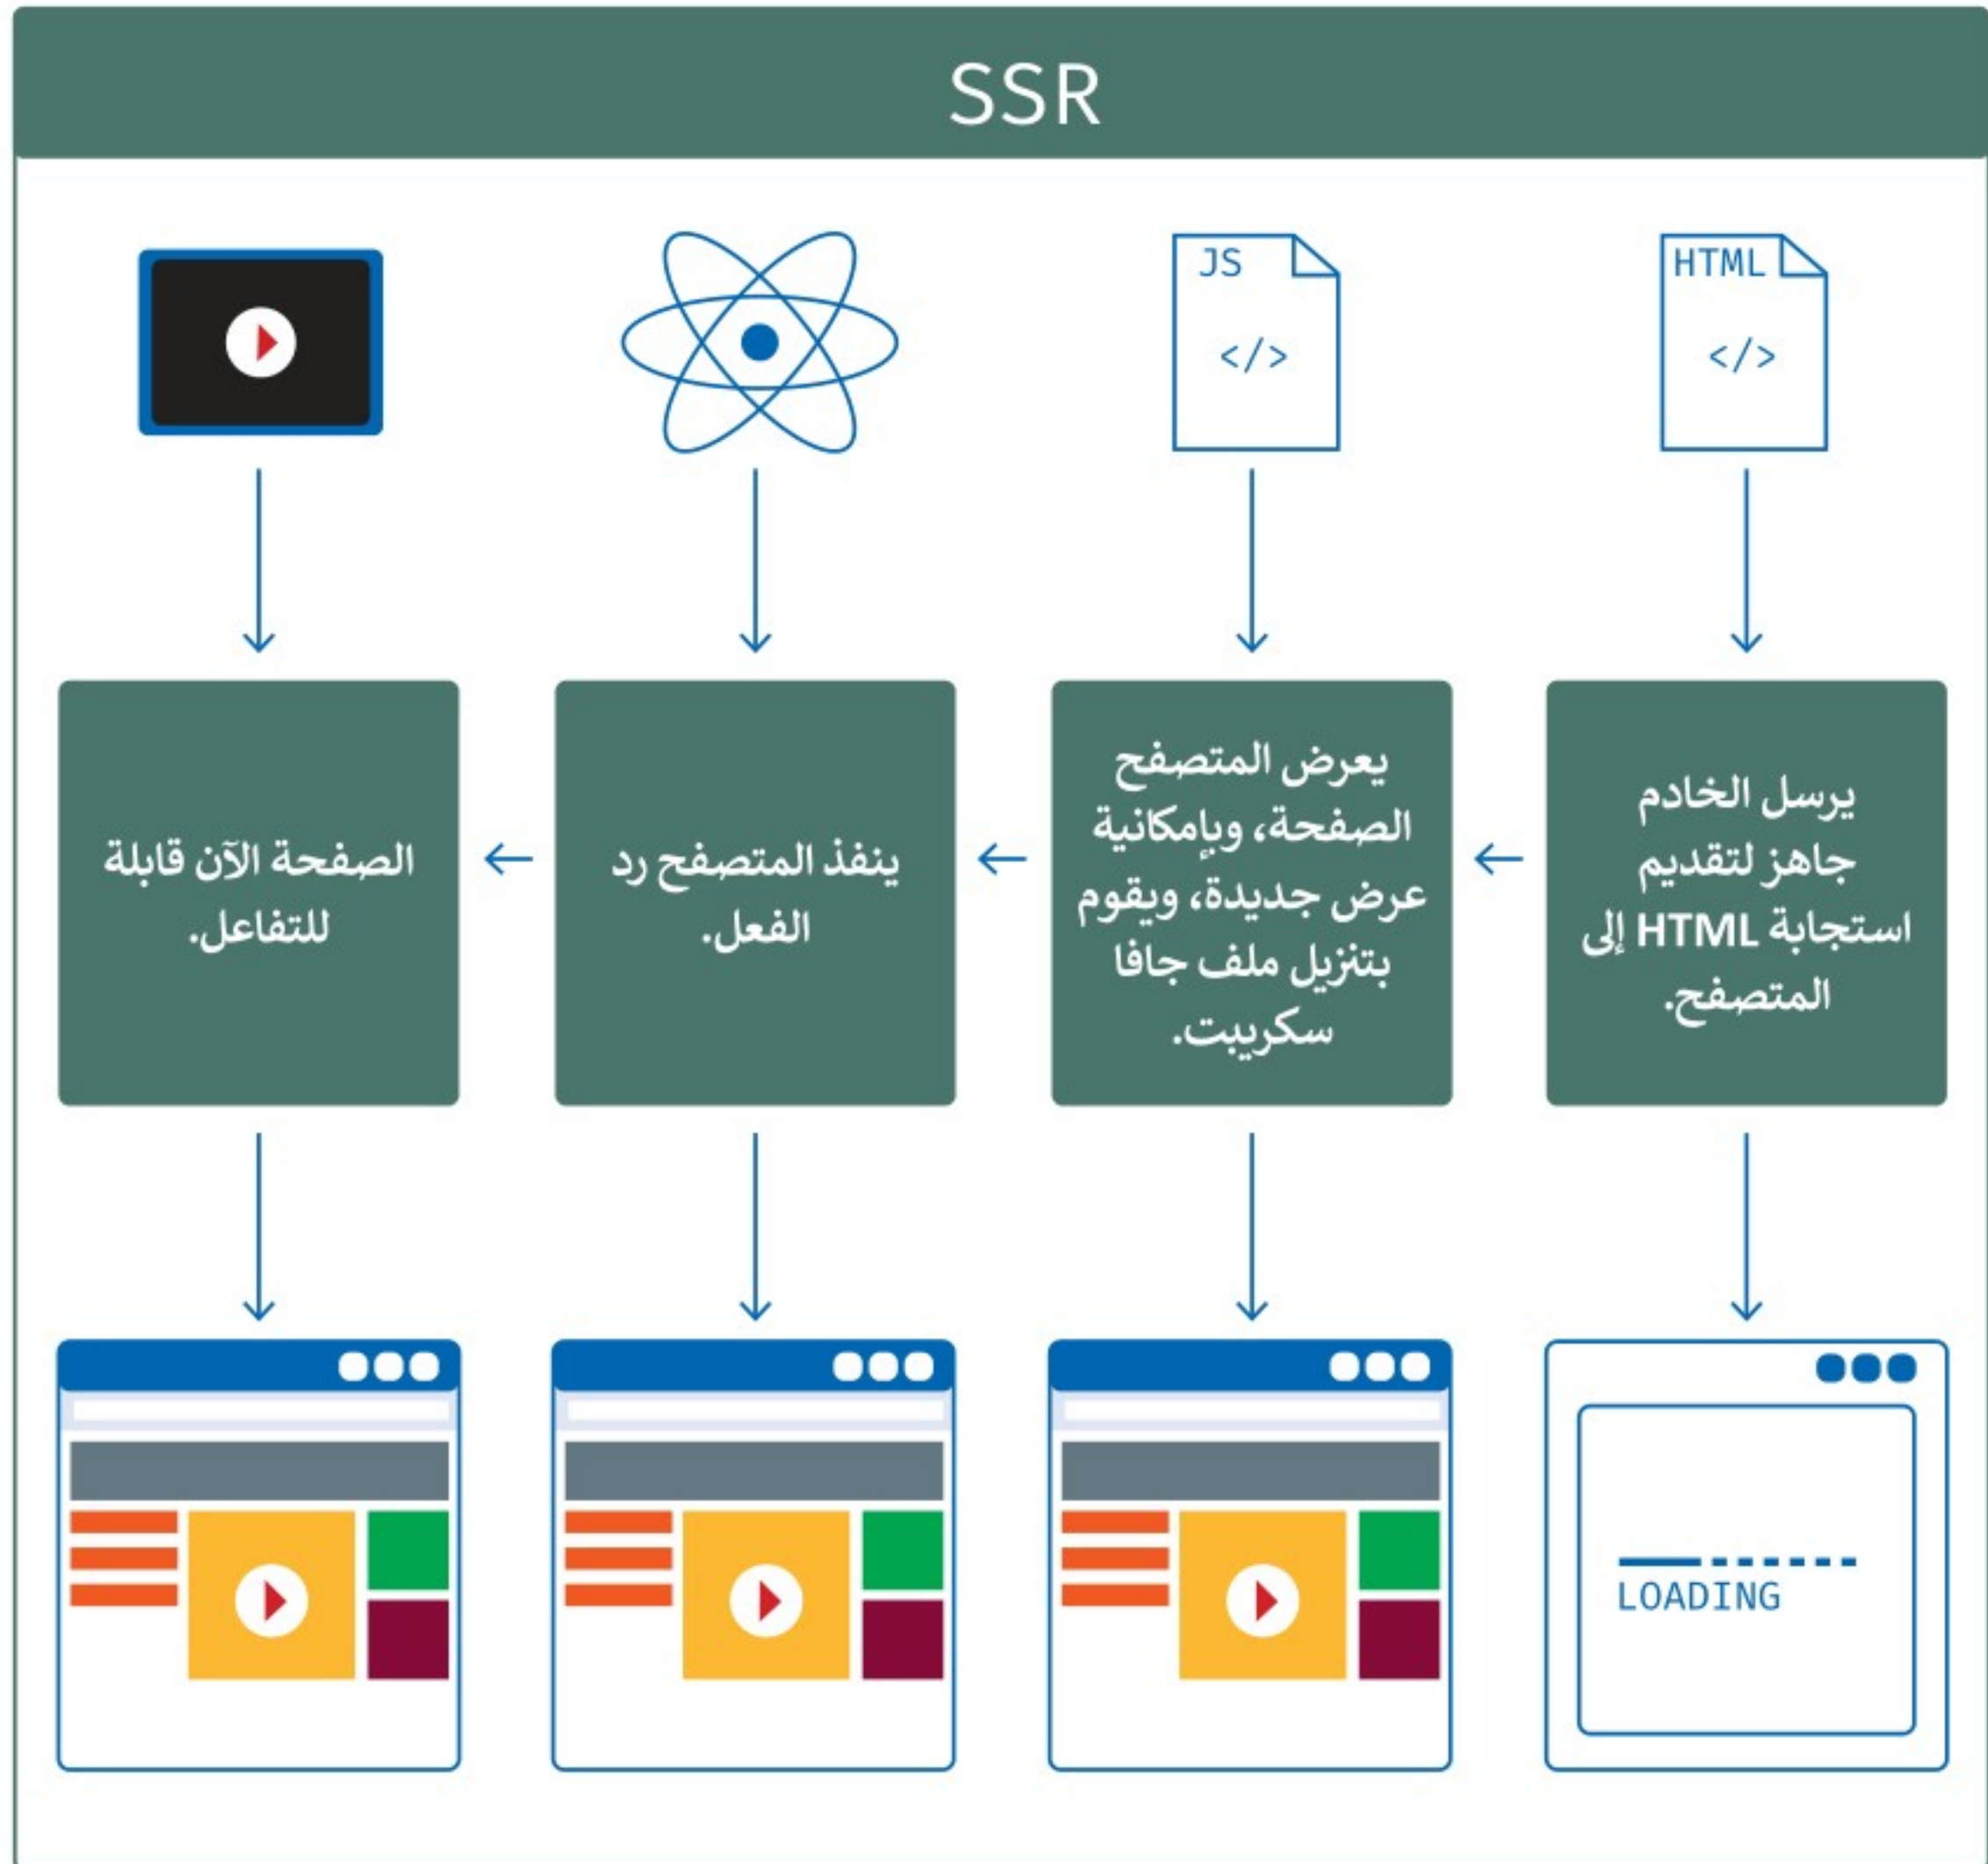 SSR
HTML
</>
JS
</>
يرسل الخادم
جاهز لتقديم
استجابة HTML إلى
المتصفح.
يعرض المتصفح
الصفحة، وبإمكانية
عرض جديدة، ويقوم
بتنزيل ملف جافا
سكريبت.
ينفذ المتصفح رد
الفعل.
الصفحة الآن قابلة
للتفاعل.
LOADING